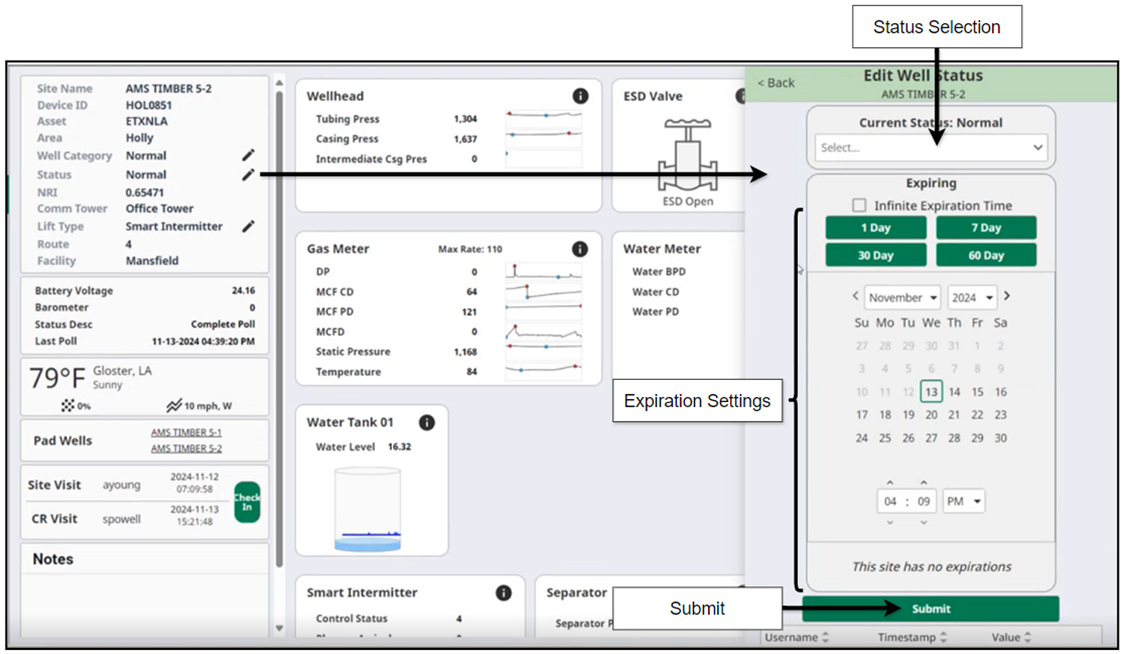 Status Selection
Site Name AMS TIMBER 5-2
Device ID HOL0851
Asset ETXNLA
Area Holly
Well Category Normal
Status Normal
NRI 0.65471
Comm Tower Office Tower
Lift Type Smart Intermitter
Route 4
Facility Mansfield
Battery Voltage 24.16
Barometer 0
Status Desc Complete Poll
Last Poll 11-13-2024 04:39:20 PM
79°F Gloster, LA
Sunny
0% 10 mph, W
Pad Wells AMS TIMBER 5-1
AMS TIMBER 5-2
Site Visit ayoung 2024-11-12
07:09:58
CR Visit spowell 2024-11-13
15:21:48
Check
In
Notes
Wellhead
Tubing Press 1,304
Casing Press 1,637
Intermediate Csg Pres 0
ESD Valve
ESD Open
Gas Meter Max Rate: 110
DP 0
MCF CD 64
MCF PD 121
MCFD 0
Static Pressure 1,168
Temperature 84
Water Meter
Water BPD
Water CD
Water PD
Water Tank 01
Water Level 16.32
Smart Intermitter
Control Status 4
Separator
Separator P
< Back
Edit Well Status
AMS TIMBER 5-2
Current Status: Normal
Select...
Expiring
Infinite Expiration Time
1 Day 7 Day
30 Day 60 Day
November 2024
Su Mo Tu We Th Fr Sa
27 28 29 30 31 1 2
3 4 5 6 7 8 9
10 11 12 13 14 15 16
17 18 19 20 21 22 23
24 25 26 27 28 29 30
04 : 09 PM
This site has no expirations
Submit
Username Timestamp Value
Expiration Settings
Submit